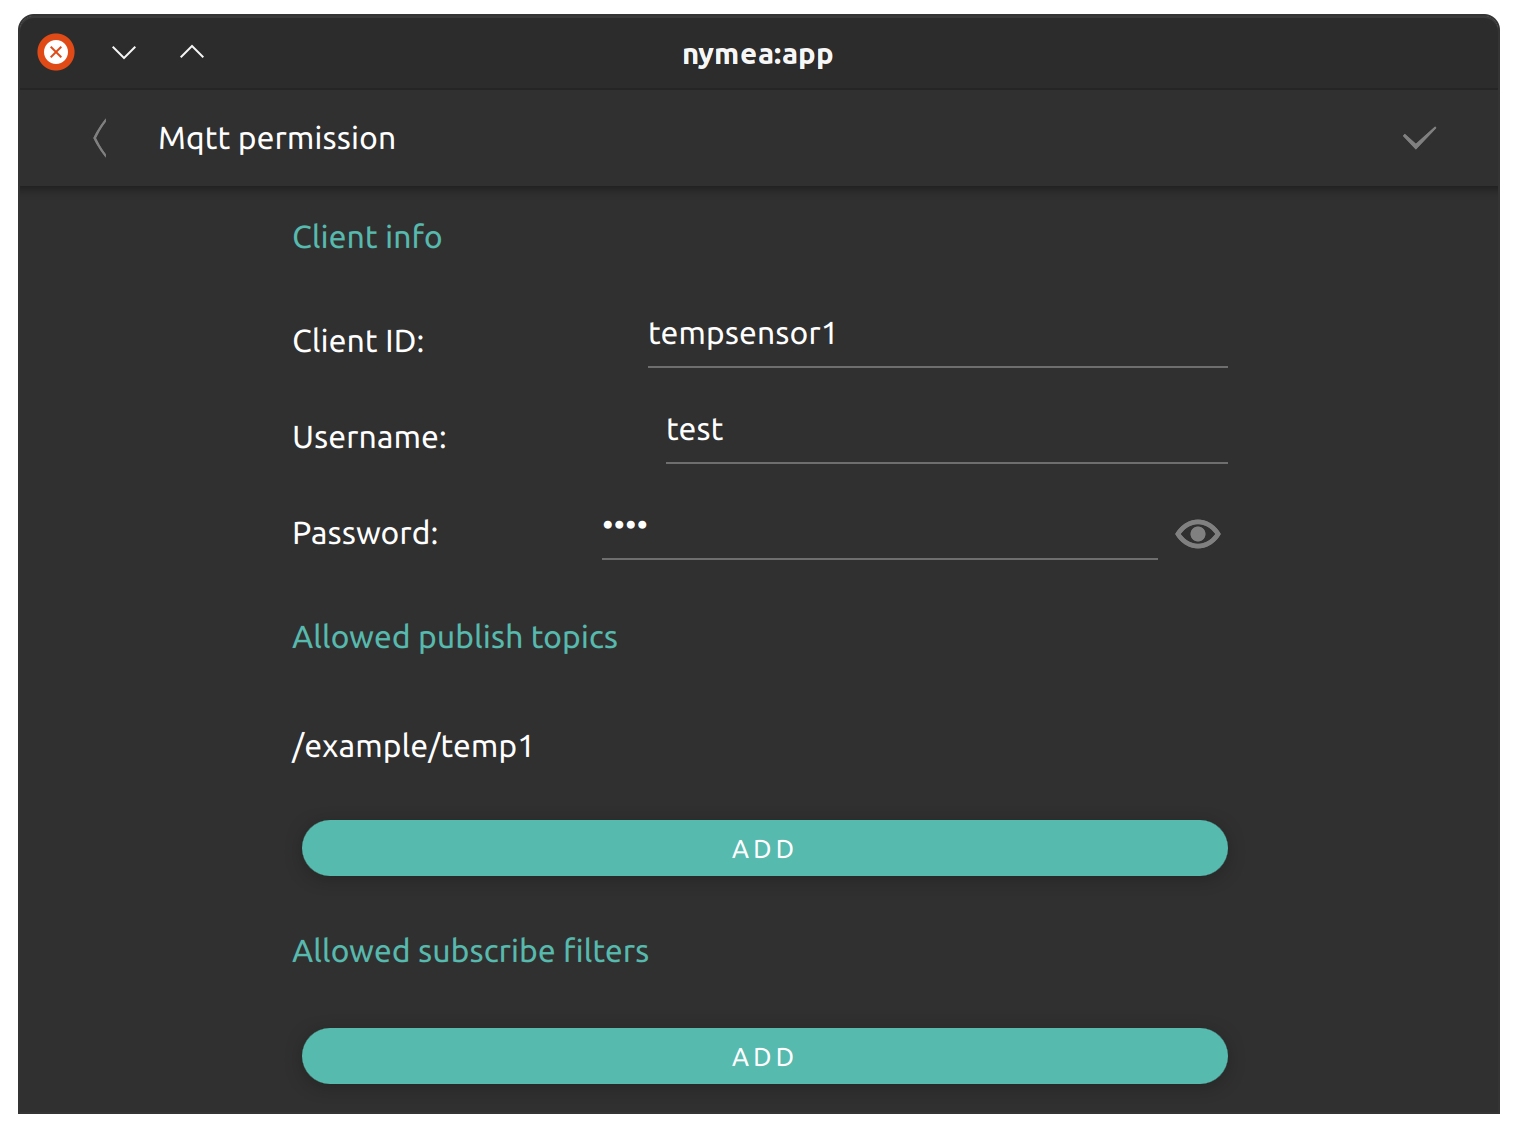 nymea:app
Mqtt permission
Client info
Client ID: tempsensor1
Username: test
Password: ••••
Allowed publish topics
/example/temp1
ADD
Allowed subscribe filters
ADD